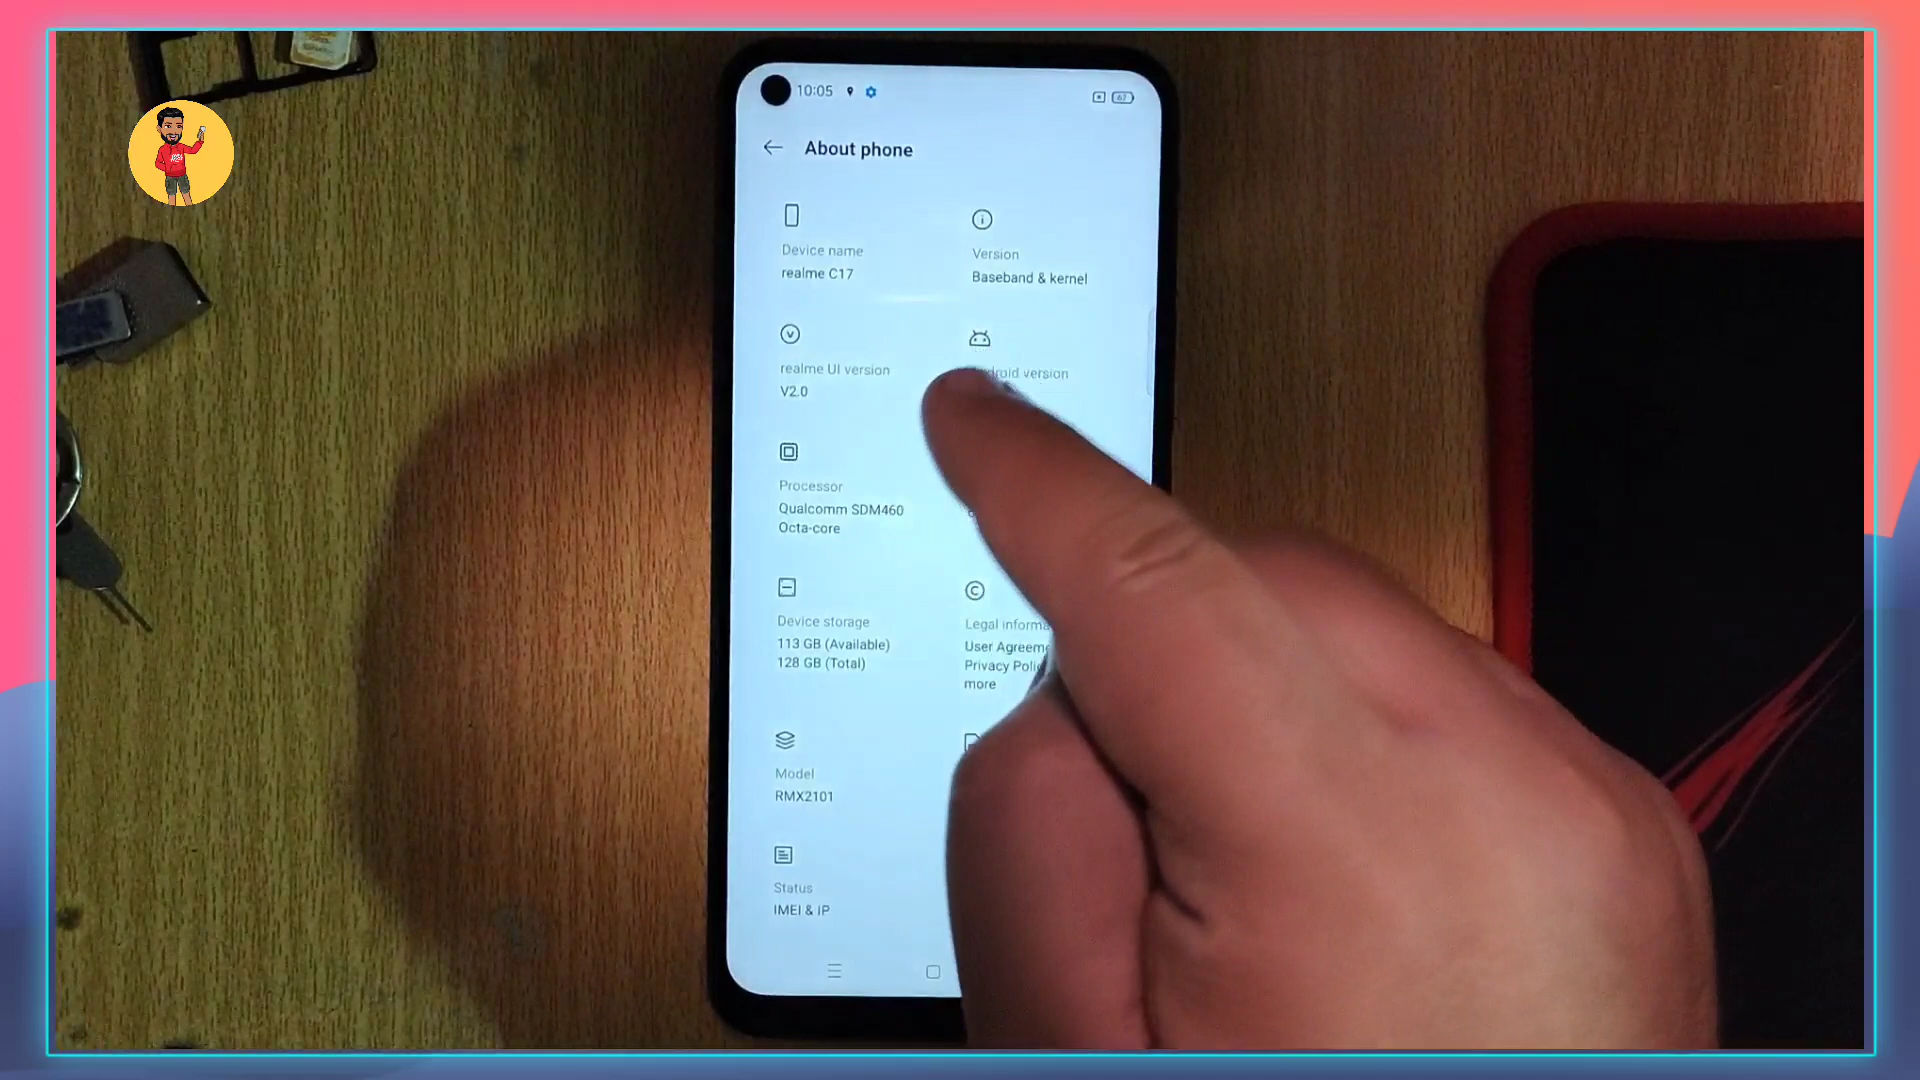 10:05
67
About phone
Device name
realme C17
Version
Baseband & kernel
realme UI version
V2.0
version
Processor
Qualcomm SDM460
Octa-core
Device storage
113 GB (Available)
128 GB (Total)
Legal
User
Privacy
more
Model
RMX2101
Status
IMEI & IP